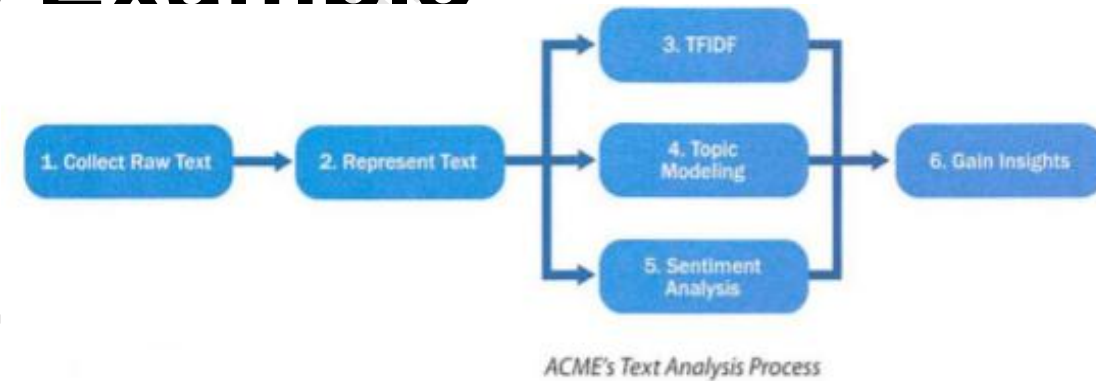 Example
3. TFIDF
1. Collect Raw Text
2. Represent Text
4. Topic
Modeling
6. Gain Insights
5. Sentiment
Analysis
ACME's Text Analysis Process